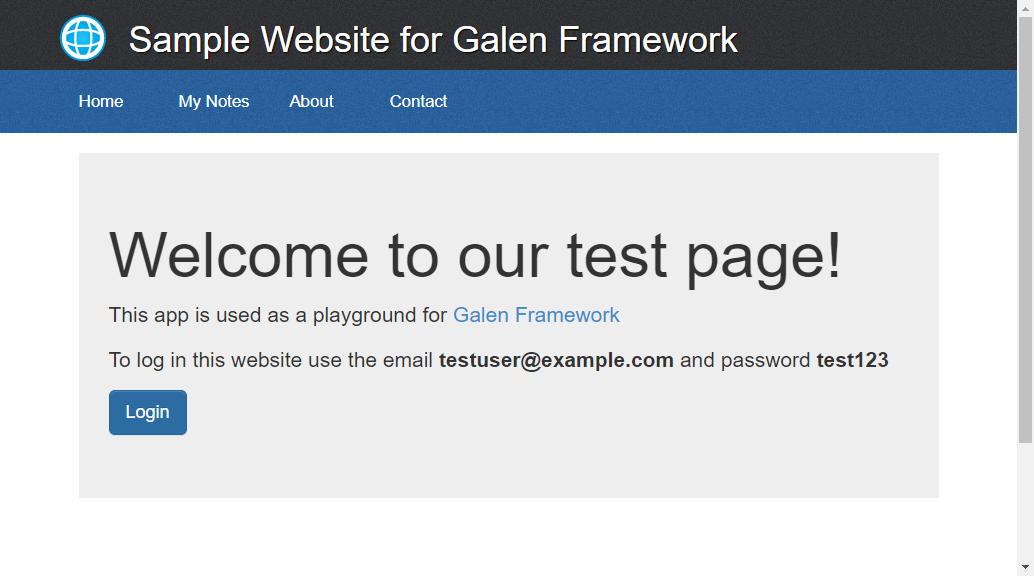 Sample Website for Galen Framework
Home My Notes About Contact
Welcome to our test page!
This app is used as a playground for Galen Framework
To log in this website use the email testuser@example.com and password test123
Login